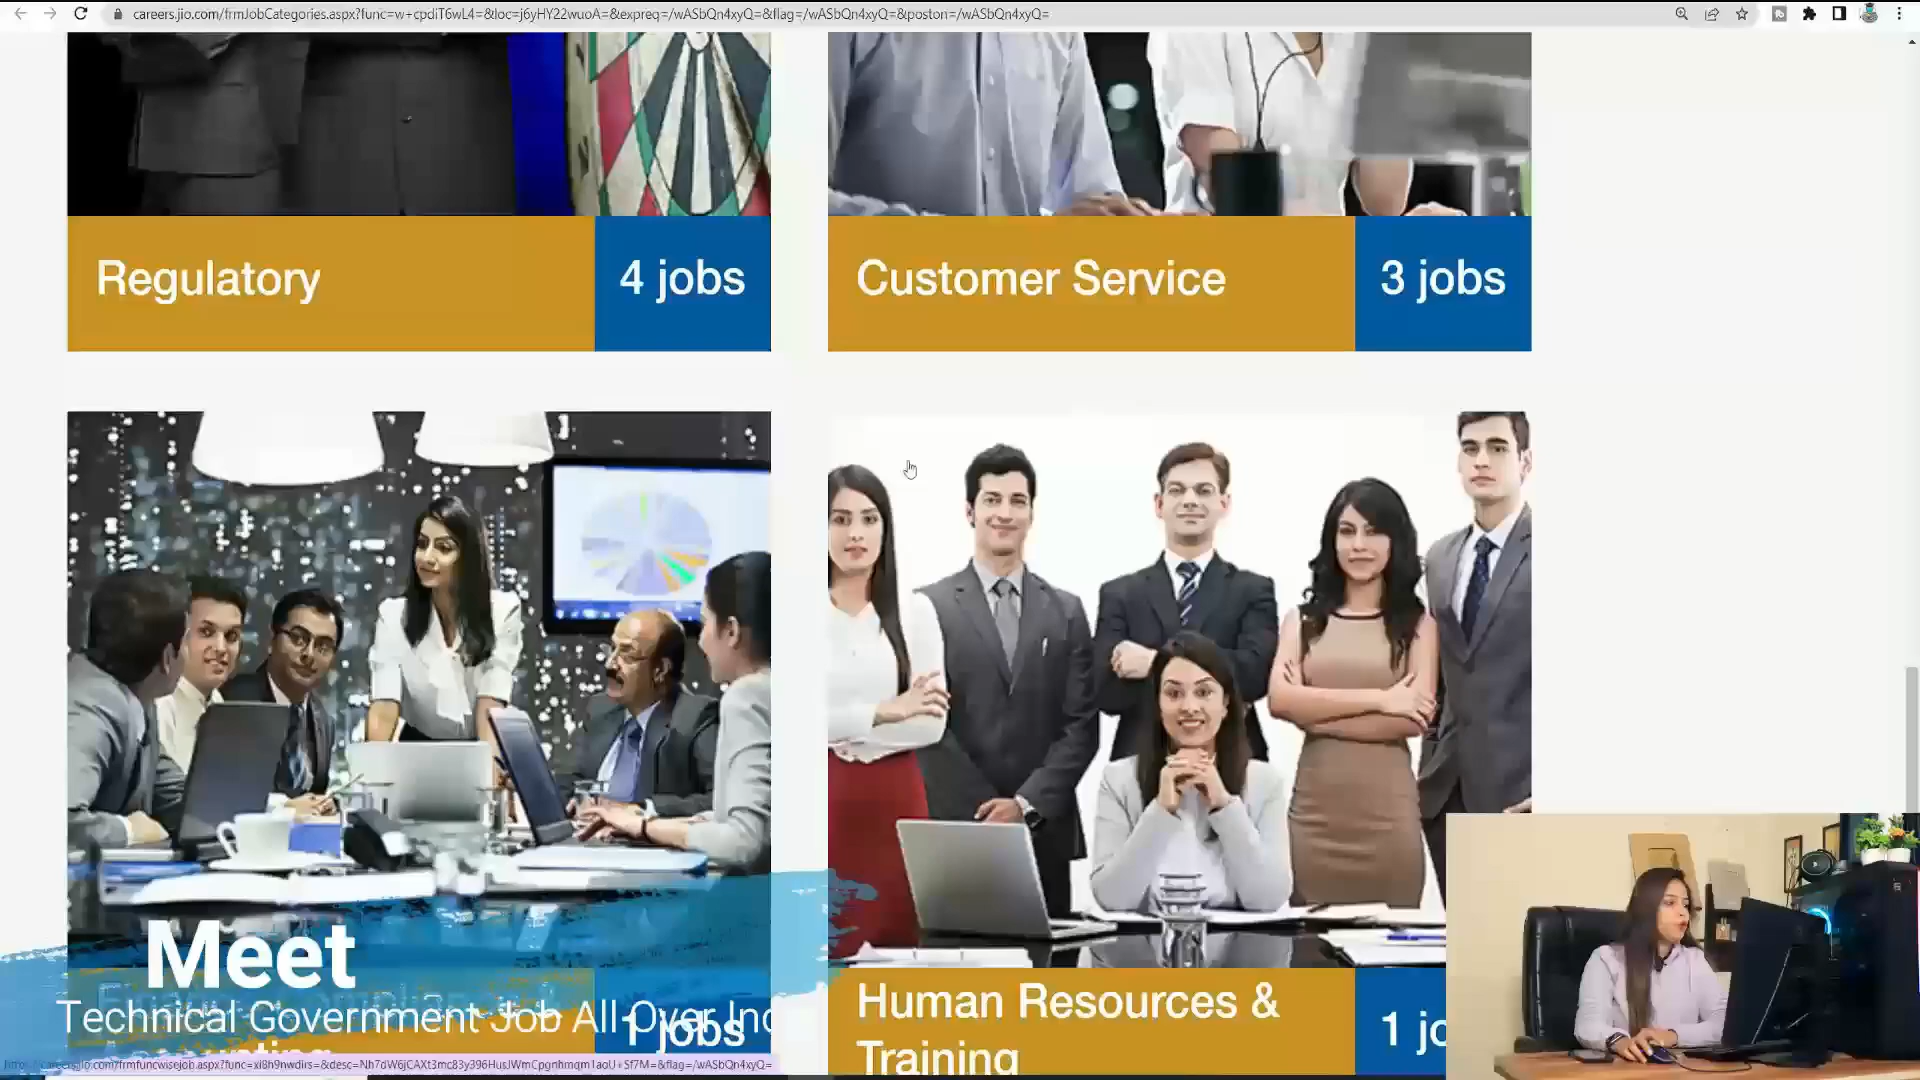 careers.jio.com/frmJobCategories.aspx?func=w+cpdiT6wL4=&loc=j6yHY22wuoA=&expreq=/wASbQn4xyQ=&flag=/wASbQn4xyQ=&poston=/wASbQn4xyQ=
Regulatory
4 jobs
Customer Service
3 jobs
Meet
Technical Government Job All Over Ind
1 jobs
Human Resources &
Training
1 jo